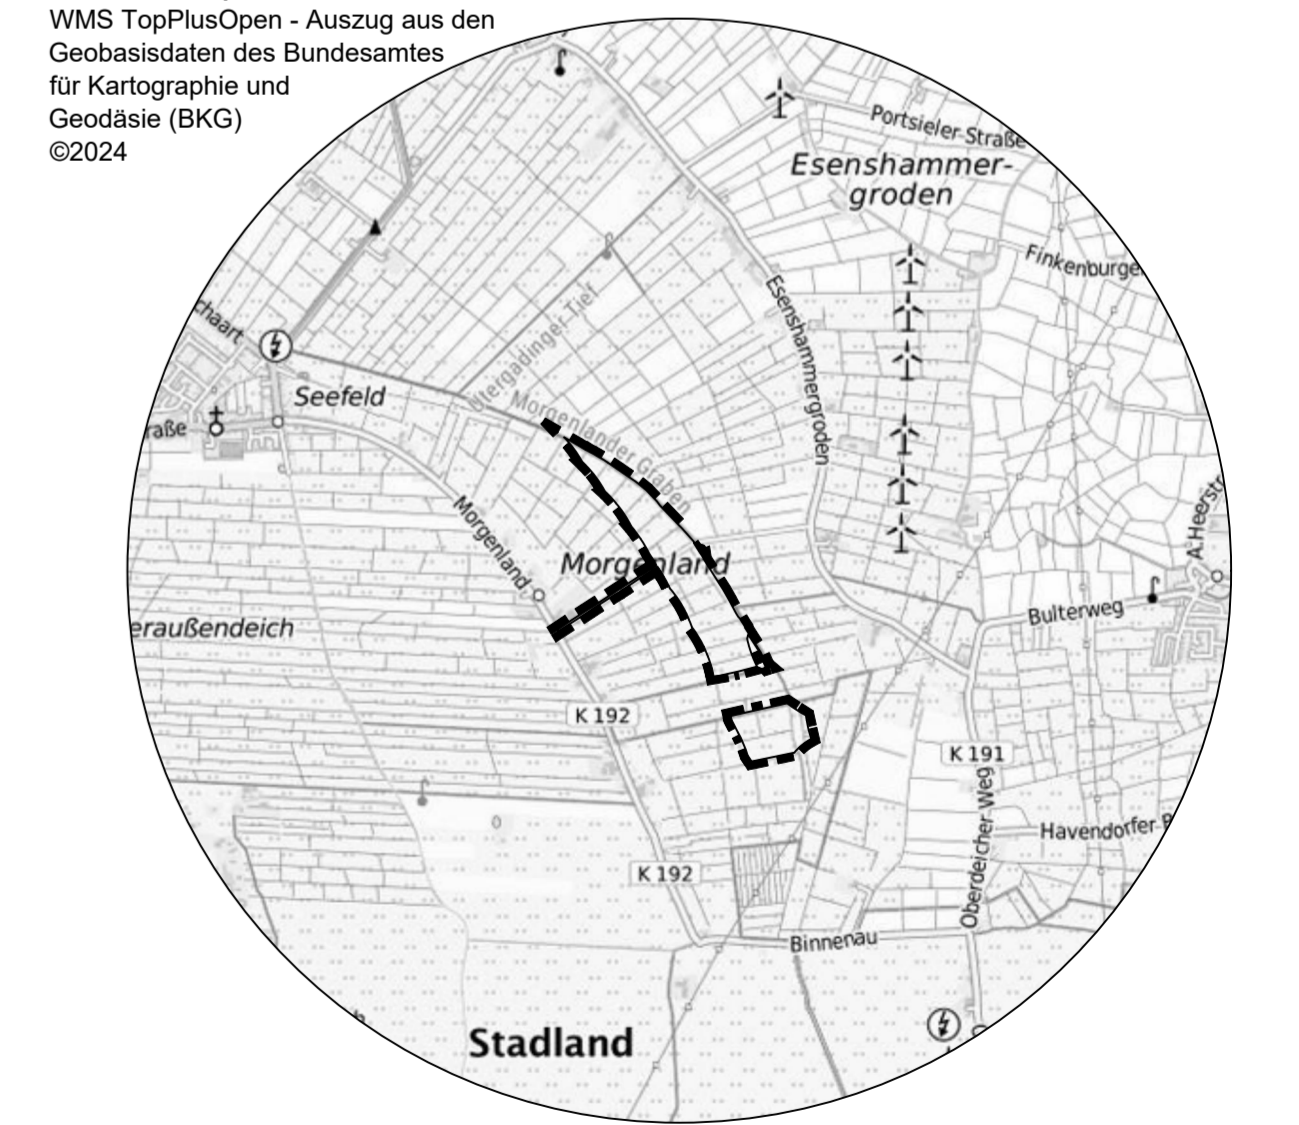 WMS TopPlusOpen - Auszug aus den
Geobasisdaten des Bundesamtes
für Kartographie und
Geodäsie (BKG)
©2024
Portsieler-Straße
Esenshammer-
groden
Finkenburge
chaart
Esenshammergroden
Seefeld
raße
Morgenlander Graben
Morgenland
Morgenland
A.Heerstr
Bulterweg
eraußendeich
K 192
K 191
Oberdeicher Weg
Havendorfer
K 192
Binnenau
Stadland